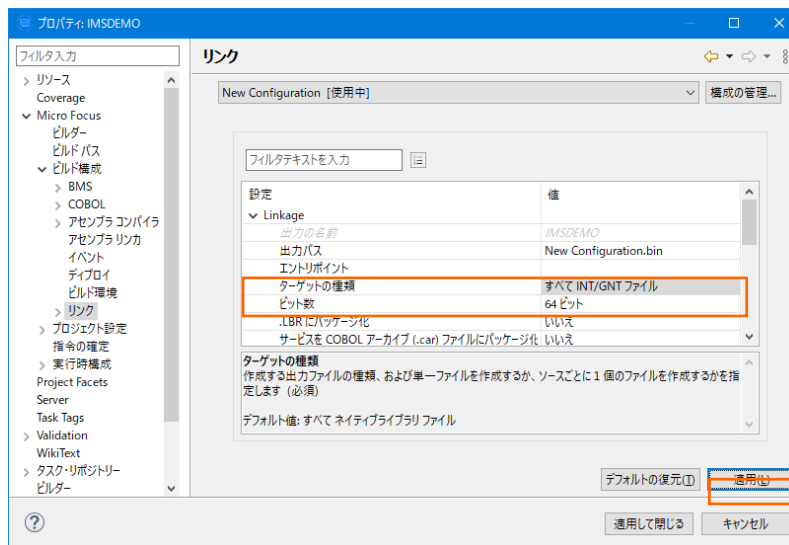 プロパティ: IMSDEMO
フィルタ入力
リソース
Coverage
Micro Focus
ビルダー
ビルド パス
ビルド構成
BMS
COBOL
アセンブラ コンパイラ
アセンブラ リンカ
イベント
ディプロイ
ビルド環境
リンク
プロジェクト設定
指令の確定
実行時構成
Project Facets
Server
Task Tags
Validation
WikiText
タスク・リポジトリー
ビルダー
リンク
New Configuration [使用中]
構成の管理...
フィルタテキストを入力
設定 値
Linkage
出力の名前 IMSDEMO
出力パス New Configuration.bin
エントリポイント
ターゲットの種類 すべて INT/GNT ファイル
ビット数 64 ビット
.LBR にパッケージ化 いいえ
サービスを COBOL アーカイブ (.car) ファイルにパッケージ化 いいえ
ターゲットの種類
作成する出力ファイルの種類、および単一ファイルを作成するか、ソースごとに 1 個のファイルを作成するかを指
定します (必須)
デフォルト値: すべて ネイティブライブラリ ファイル
デフォルトの復元(I) 適用(L)
適用して閉じる キャンセル